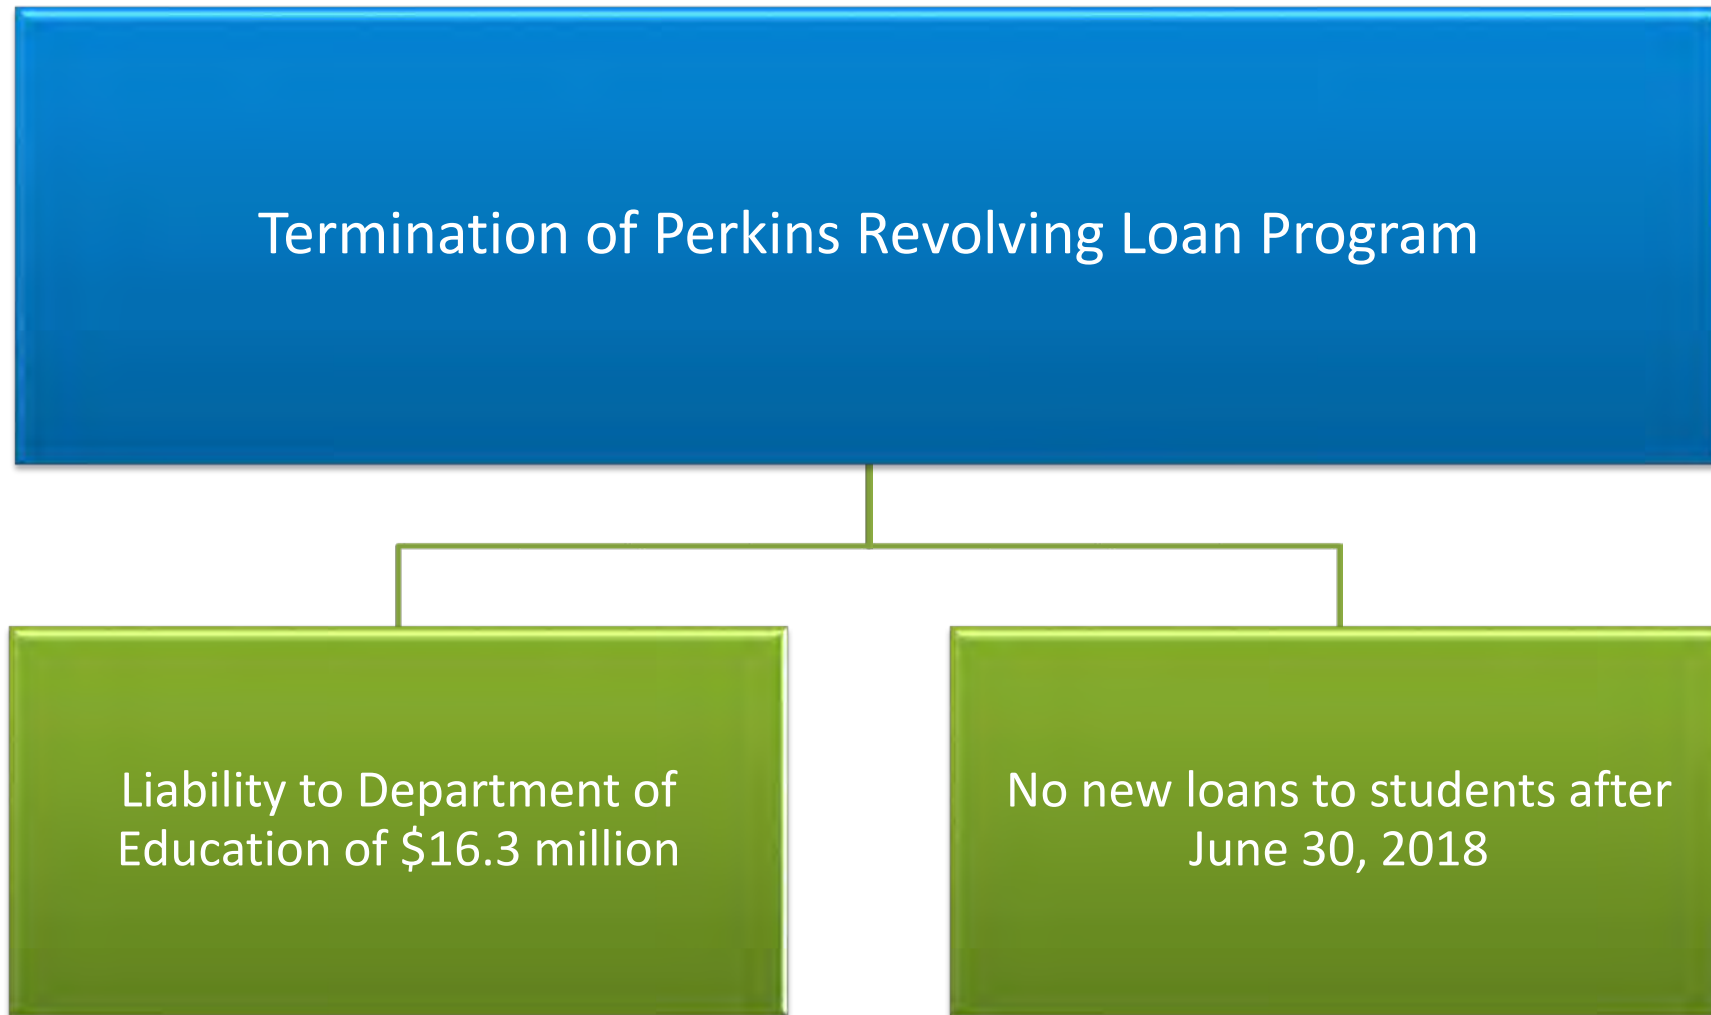 Termination of Perkins Revolving Loan Program
Liability to Department of
Education of $16.3 million
No new loans to students after
June 30, 2018